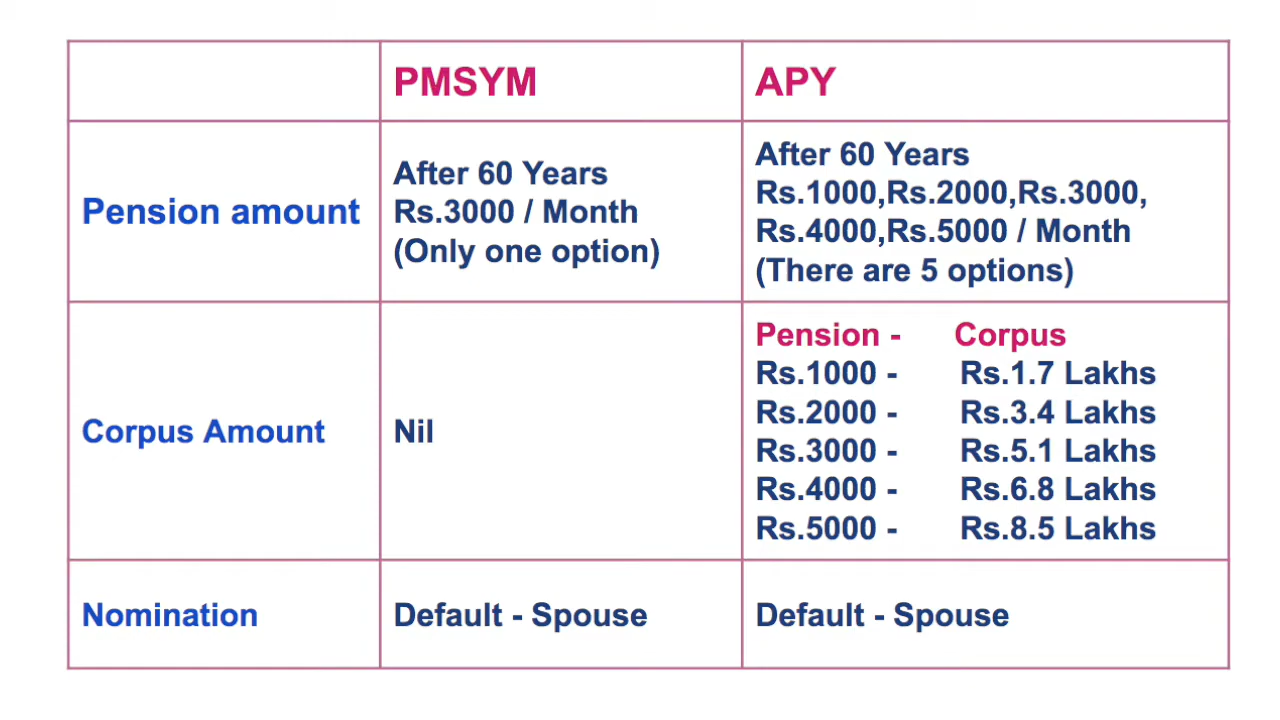 PMSYM
APY
Pension amount
After 60 Years
Rs.3000 / Month
(Only one option)
After 60 Years
Rs.1000,Rs.2000,Rs.3000,
Rs.4000,Rs.5000 / Month
(There are 5 options)
Corpus Amount
Nil
Pension - Corpus
Rs.1000 - Rs.1.7 Lakhs
Rs.2000 - Rs.3.4 Lakhs
Rs.3000 - Rs.5.1 Lakhs
Rs.4000 - Rs.6.8 Lakhs
Rs.5000 - Rs.8.5 Lakhs
Nomination
Default - Spouse
Default - Spouse